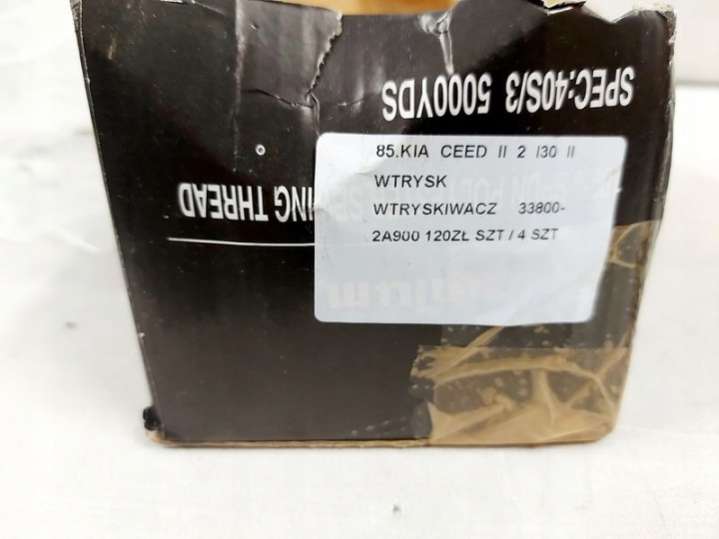 SPEC:40S/3 5000YDS
SEWING THREAD
85.KIA CEED II 2 I30 II
WTRYSK
WTRYSKIWACZ 33800-
2A900 120ZŁ SZT / 4 SZT